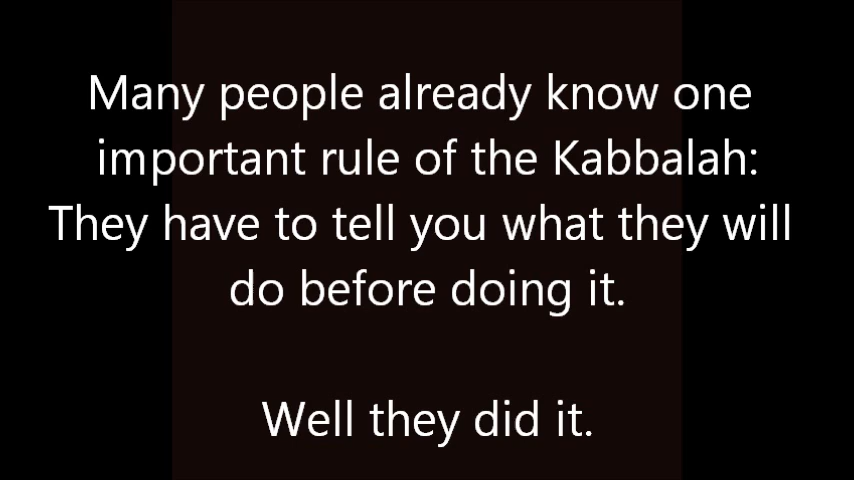 Many people already know one
important rule of the Kabbalah:
They have to tell you what they will
do before doing it.
Well they did it.